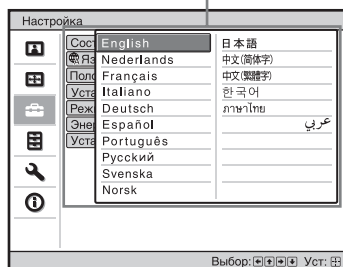 Настройка
Сост
Яз
Поло
Уста
Реж
Энер
Уста
English
Nederlands
Français
Italiano
Deutsch
Español
Português
Русский
Svenska
Norsk
日本語
中文(简体字)
中文(繁體字)
한국어
ภาษาไทย
عربي
Выбор: Уст: